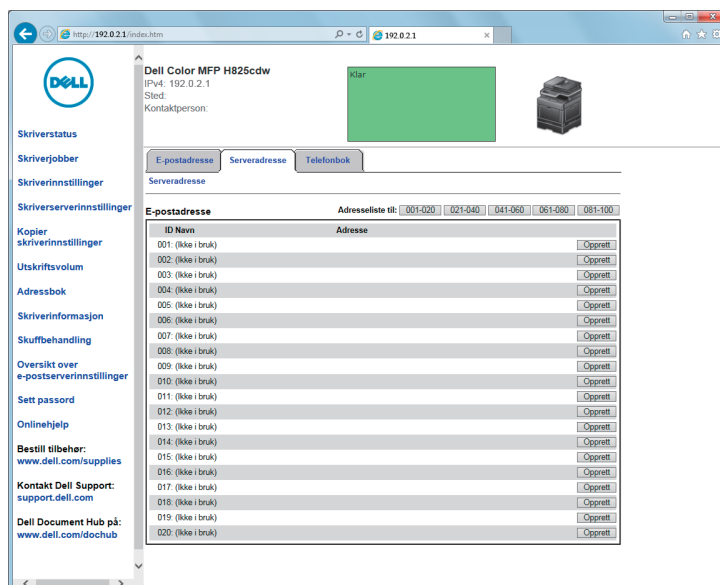 http://192.0.2.1/index.htm
192.0.2.1
DELL
Dell Color MFP H825cdw
IPv4: 192.0.2.1
Sted:
Kontaktperson:
Klar
Skriverstatus
Skriverjobber
Skriverinnstillinger
Skriverserverinnstillinger
Kopier
skriverinnstillinger
Utskriftsvolum
Adressbok
Skriverinformasjon
Skuffbehandling
Oversikt over
e-postserverinnstillinger
Sett passord
Onlinehjelp
Bestill tilbehør:
www.dell.com/supplies
Kontakt Dell Support:
support.dell.com
Dell Document Hub på:
www.dell.com/dochub
E-postadresse Serveradresse Telefonbok
Serveradresse
E-postadresse Adresseliste til: 001-020 021-040 041-060 061-080 081-100
ID Navn Adresse
001: (Ikke i bruk) Opprett
002: (Ikke i bruk) Opprett
003: (Ikke i bruk) Opprett
004: (Ikke i bruk) Opprett
005: (Ikke i bruk) Opprett
006: (Ikke i bruk) Opprett
007: (Ikke i bruk) Opprett
008: (Ikke i bruk) Opprett
009: (Ikke i bruk) Opprett
010: (Ikke i bruk) Opprett
011: (Ikke i bruk) Opprett
012: (Ikke i bruk) Opprett
013: (Ikke i bruk) Opprett
014: (Ikke i bruk) Opprett
015: (Ikke i bruk) Opprett
016: (Ikke i bruk) Opprett
017: (Ikke i bruk) Opprett
018: (Ikke i bruk) Opprett
019: (Ikke i bruk) Opprett
020: (Ikke i bruk) Opprett